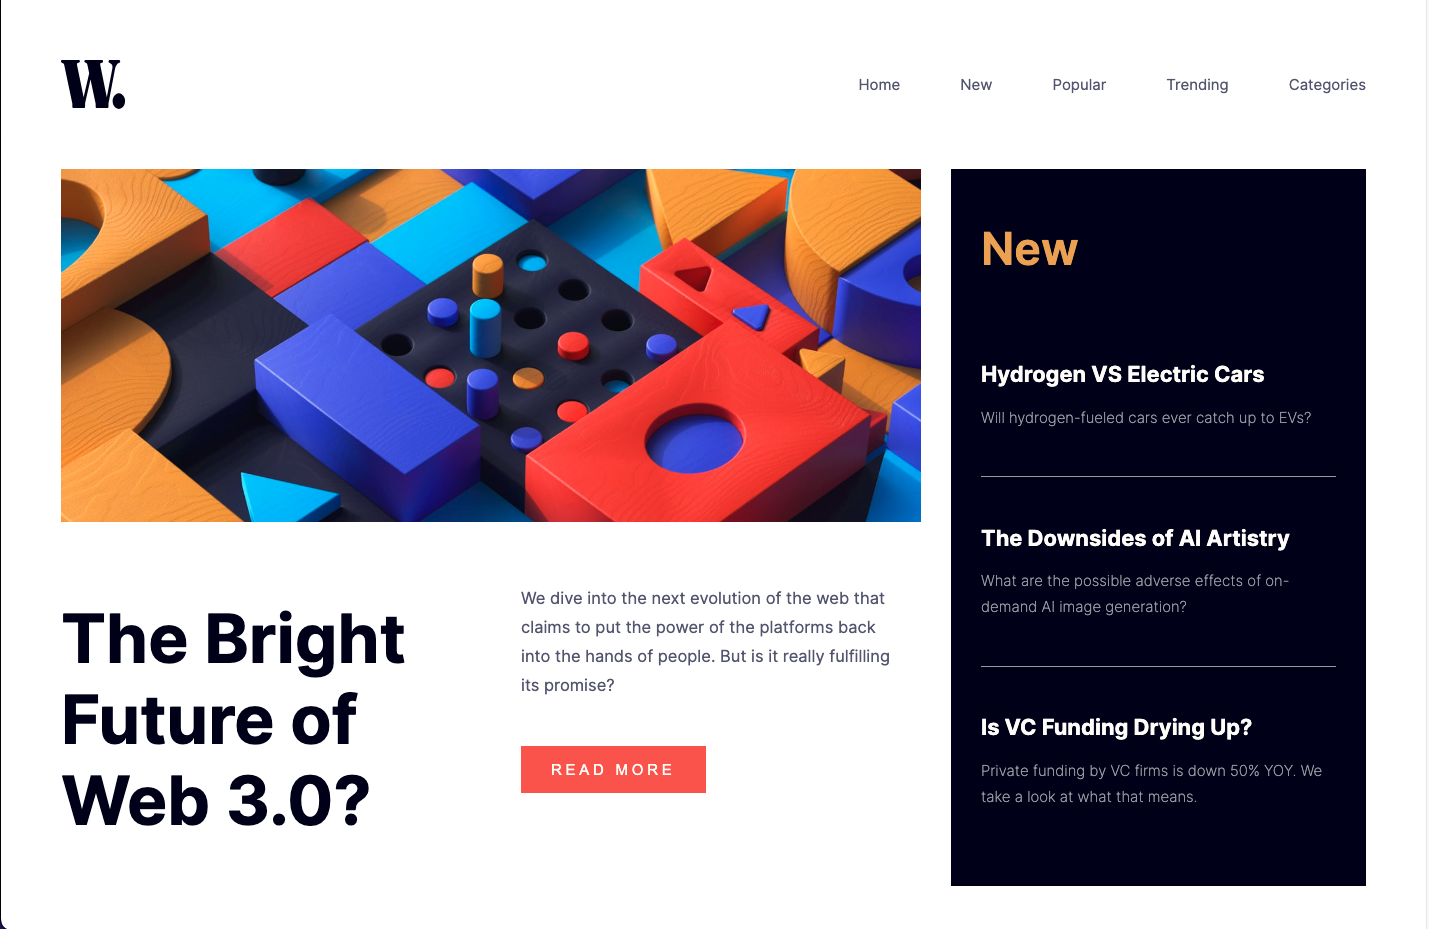 W.
Home
New
Popular
Trending
Categories
New
Hydrogen VS Electric Cars
Will hydrogen-fueled cars ever catch up to EVs?
The Downsides of AI Artistry
What are the possible adverse effects of on-
demand AI image generation?
Is VC Funding Drying Up?
Private funding by VC firms is down 50% YOY. We
take a look at what that means.
The Bright
Future of
Web 3.0?
We dive into the next evolution of the web that
claims to put the power of the platforms back
into the hands of people. But is it really fulfilling
its promise?
READ MORE